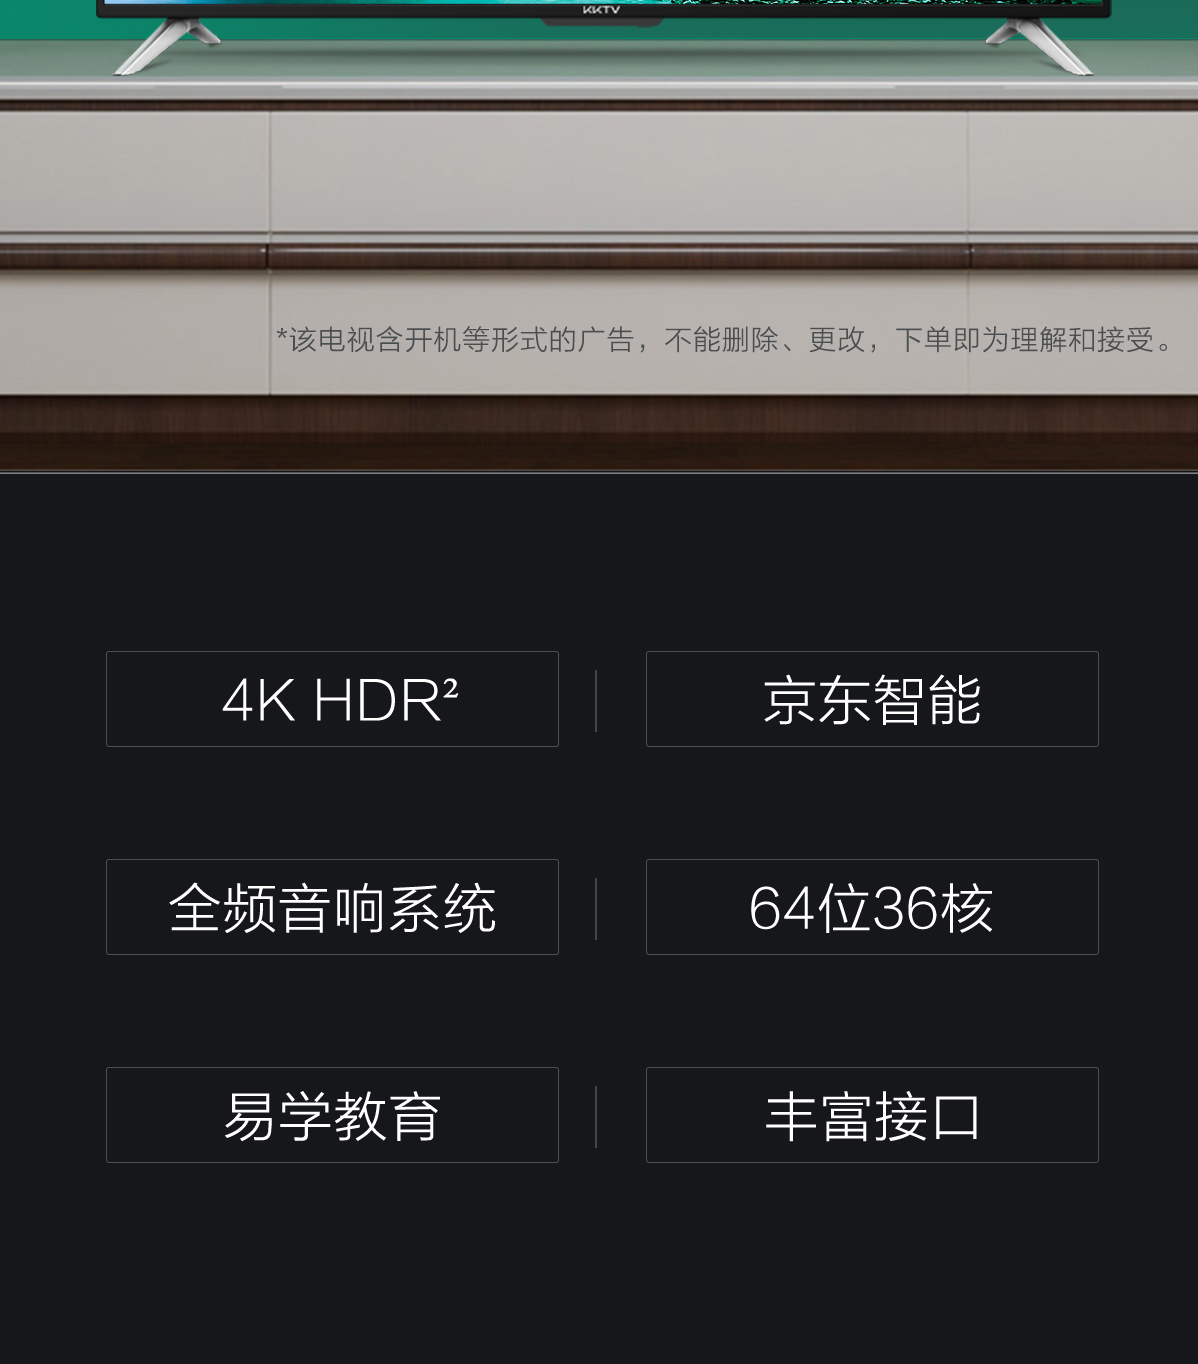 KKTV
*该电视含开机等形式的广告，不能删除、更改，下单即为理解和接受。
4K HDR²
京东智能
全频音响系统
64位36核
易学教育
丰富接口